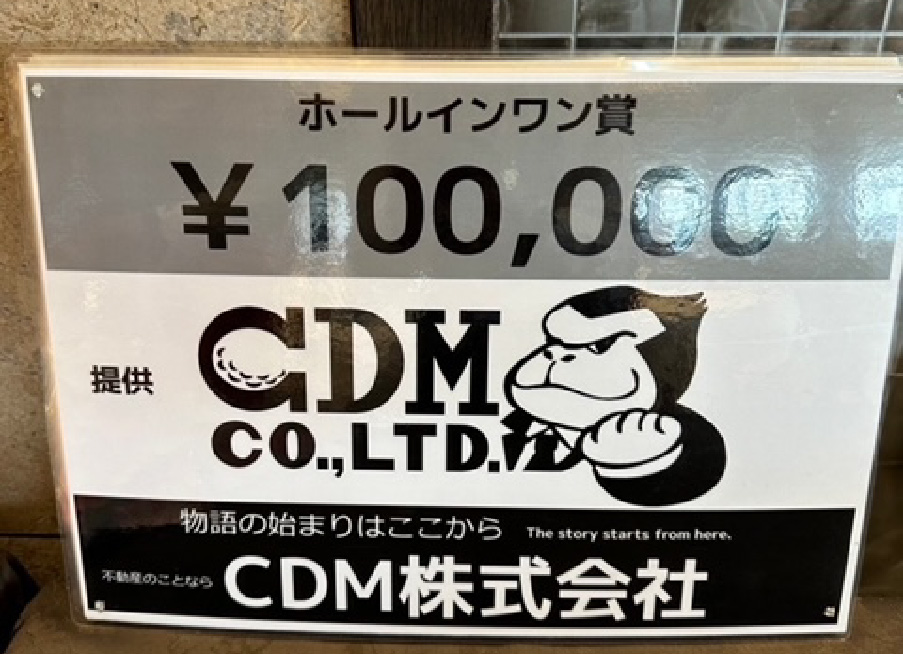 ホールインワン賞
¥100,000
提供
CDM
CO.,LTD.
物語の始まりはここから The story starts from here.
不動産のことなら CDM株式会社